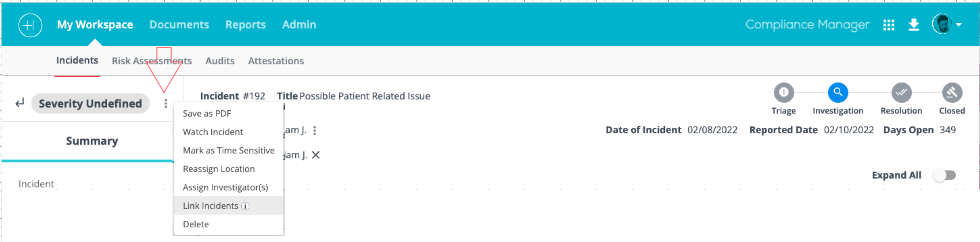 My Workspace Documents Reports Admin Compliance Manager
Incidents Risk Assessments Audits Attestations
Severity Undefined
Incident #192 Title Possible Patient Related Issue
Triage Investigation Resolution Closed
Save as PDF
Watch Incident
am J.
Date of Incident 02/08/2022 Reported Date 02/10/2022 Days Open 349
Summary
Mark as Time Sensitive
am J.
Reassign Location
Expand All
Incident
Assign Investigator(s)
Link Incidents
Delete